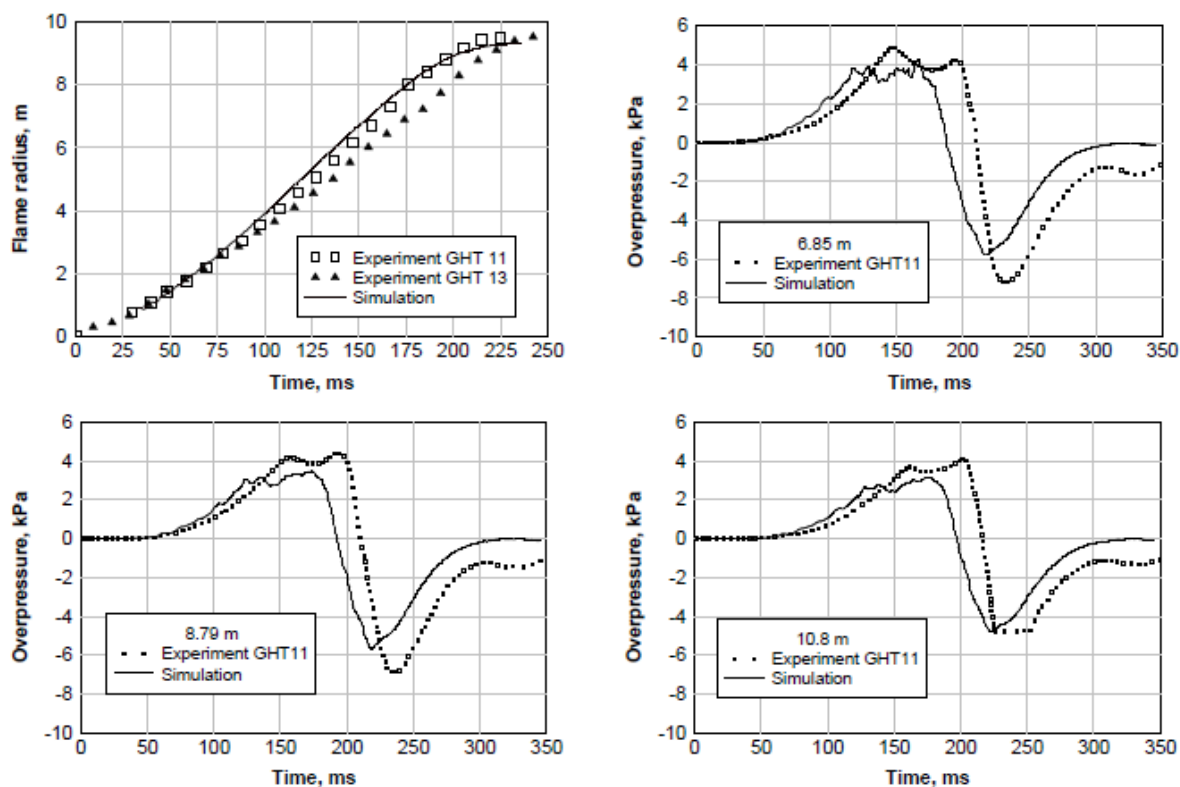 10
8
6
4
2
0
Flame radius, m
Experiment GHT 11
Experiment GHT 13
Simulation
0 25 50 75 100 125 150 175 200 225 250
Time, ms
6
4
2
0
-2
-4
-6
-8
-10
Overpressure, kPa
6.85 m
Experiment GHT11
Simulation
0 50 100 150 200 250 300 350
Time, ms
6
4
2
0
-2
-4
-6
-8
-10
Overpressure, kPa
8.79 m
Experiment GHT11
Simulation
0 50 100 150 200 250 300 350
Time, ms
6
4
2
0
-2
-4
-6
-8
-10
Overpressure, kPa
10.8 m
Experiment GHT11
Simulation
0 50 100 150 200 250 300 350
Time, ms